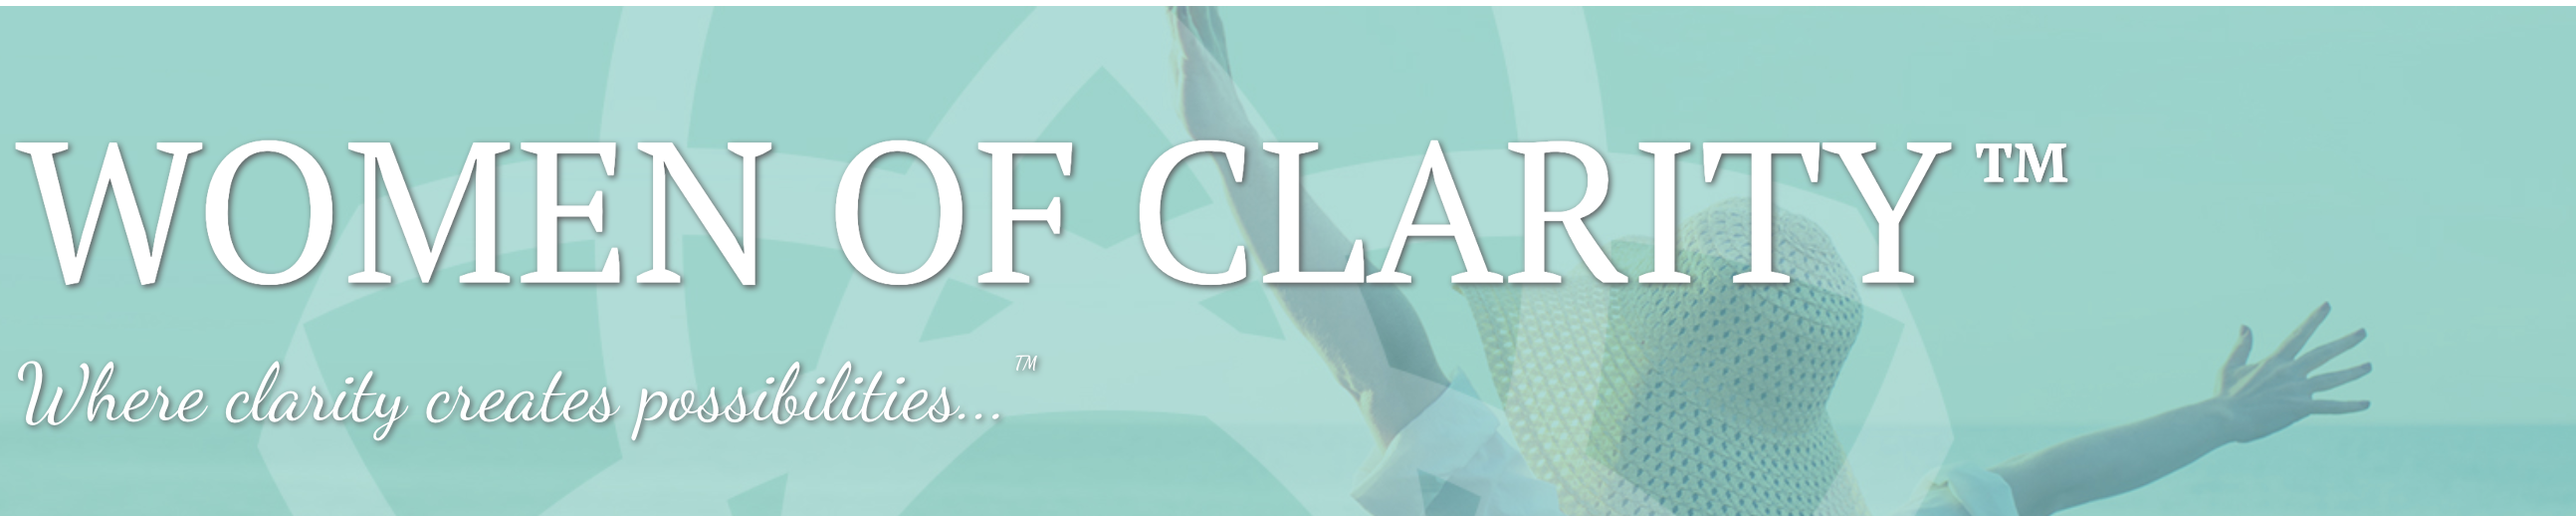 WOMEN OF CLARITY™
Where clarity creates possibilities...™